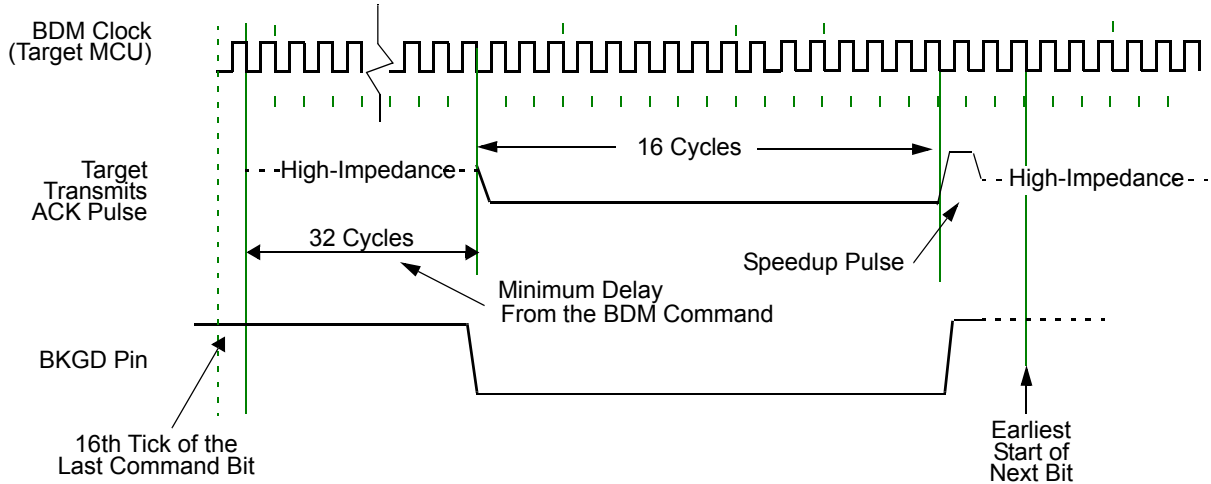 BDM Clock
(Target MCU)
16 Cycles
Target
Transmits
ACK Pulse
High-Impedance
High-Impedance
32 Cycles
Speedup Pulse
Minimum Delay
From the BDM Command
BKGD Pin
16th Tick of the
Last Command Bit
Earliest
Start of
Next Bit